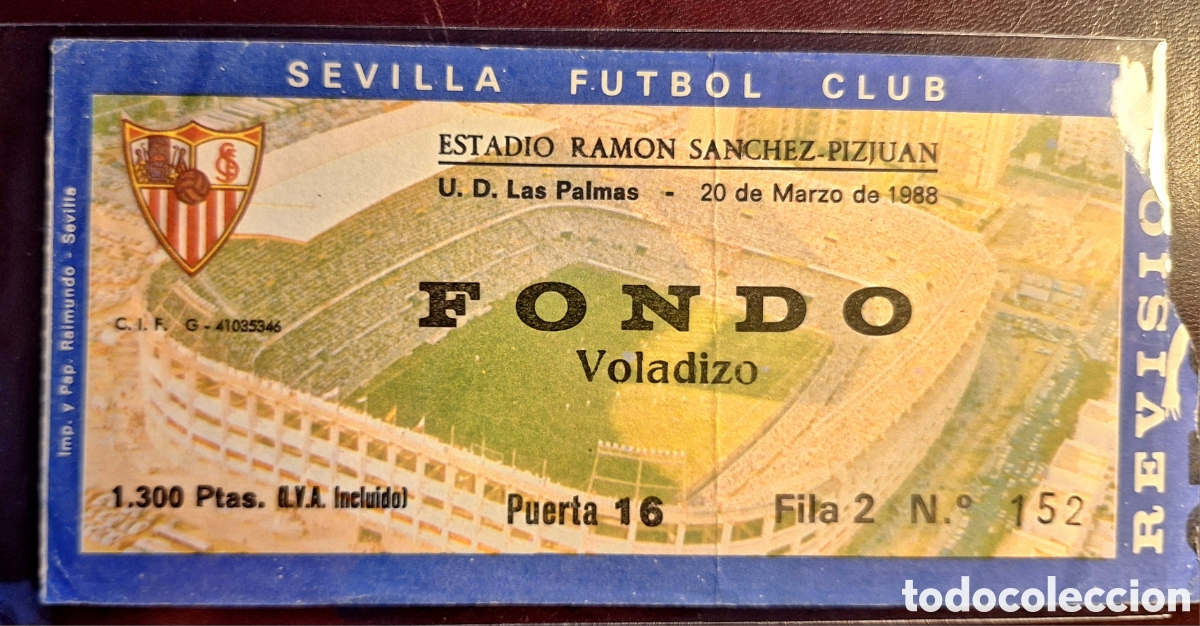 SEVILLA FUTBOL CLUB
ESTADIO RAMON SANCHEZ-PIZJUAN
U. D. Las Palmas - 20 de Marzo de 1988
FONDO
Voladizo
C. I. F. G - 41035346
1.300 Ptas. (I.V.A. Incluido)
Puerta 16
Fila 2 N.º 152
Imp. y Pap. Raimundo - Sevilla
REVISIO
todocoleccion